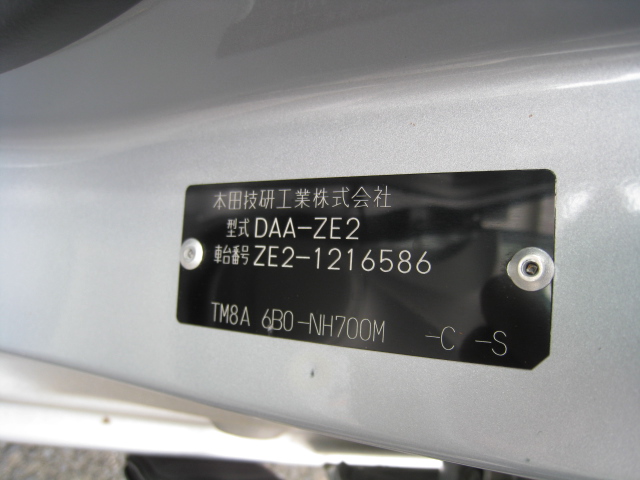 本田技研工業株式会社
型式 DAA-ZE2
車台番号 ZE2-1216586
TM8A 6B0-NH700M -C -S